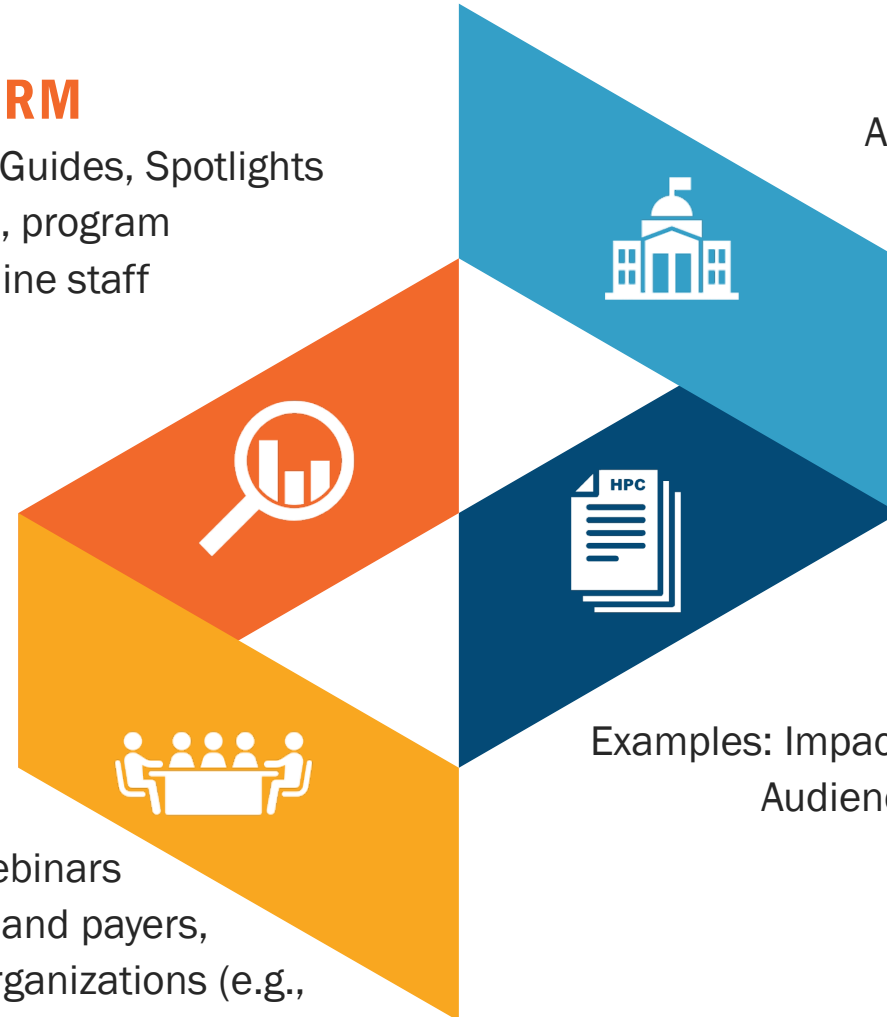 RM
Guides, Spotlights
, program
ine staff
A
HPC
Examples: Impac
Audienc
ebinars
and payers,
rganizations (e.g.,